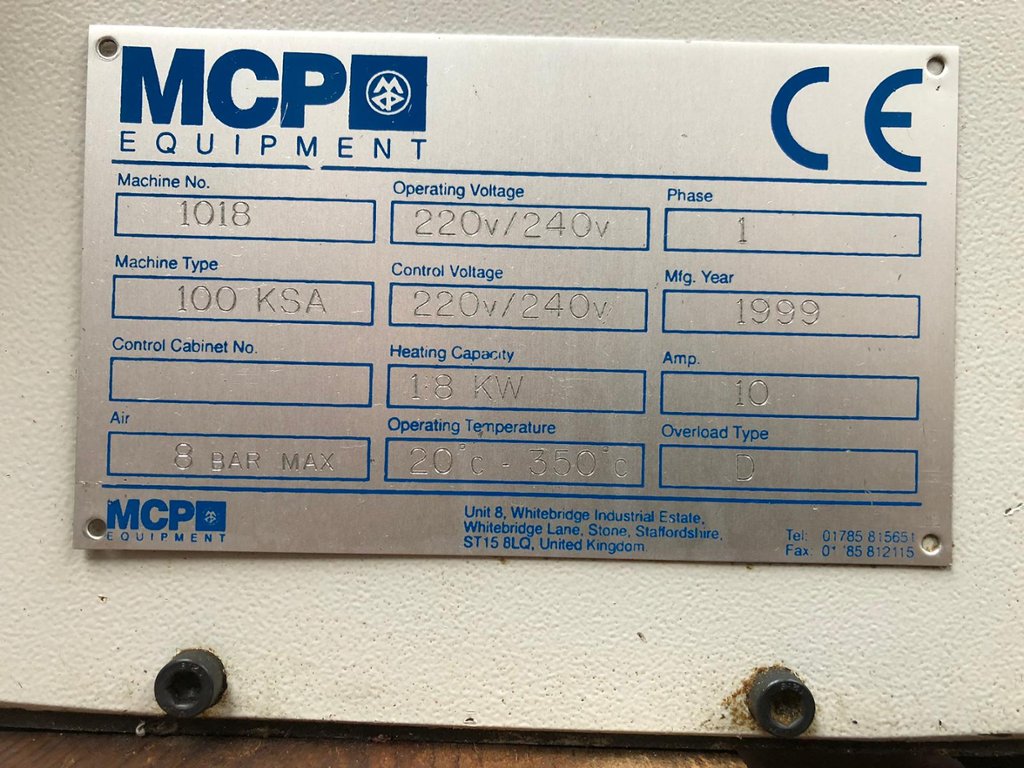 MCP
EQUIPMENT
CE
Machine No.
1018
Operating Voltage
220v/240v
Phase
1
Machine Type
100 KSA
Control Voltage
220v/240v
Mfg. Year
1999
Control Cabinet No.
Heating Capacity
1.8 KW
Amp.
10
Air
8 BAR MAX
Operating Temperature
20°c - 350°c
Overload Type
D
MCP
EQUIPMENT
Unit 8, Whitebridge Industrial Estate,
Whitebridge Lane, Stone, Staffordshire,
ST15 8LQ, United Kingdom.
Tel: 01785 815651
Fax: 01785 812115